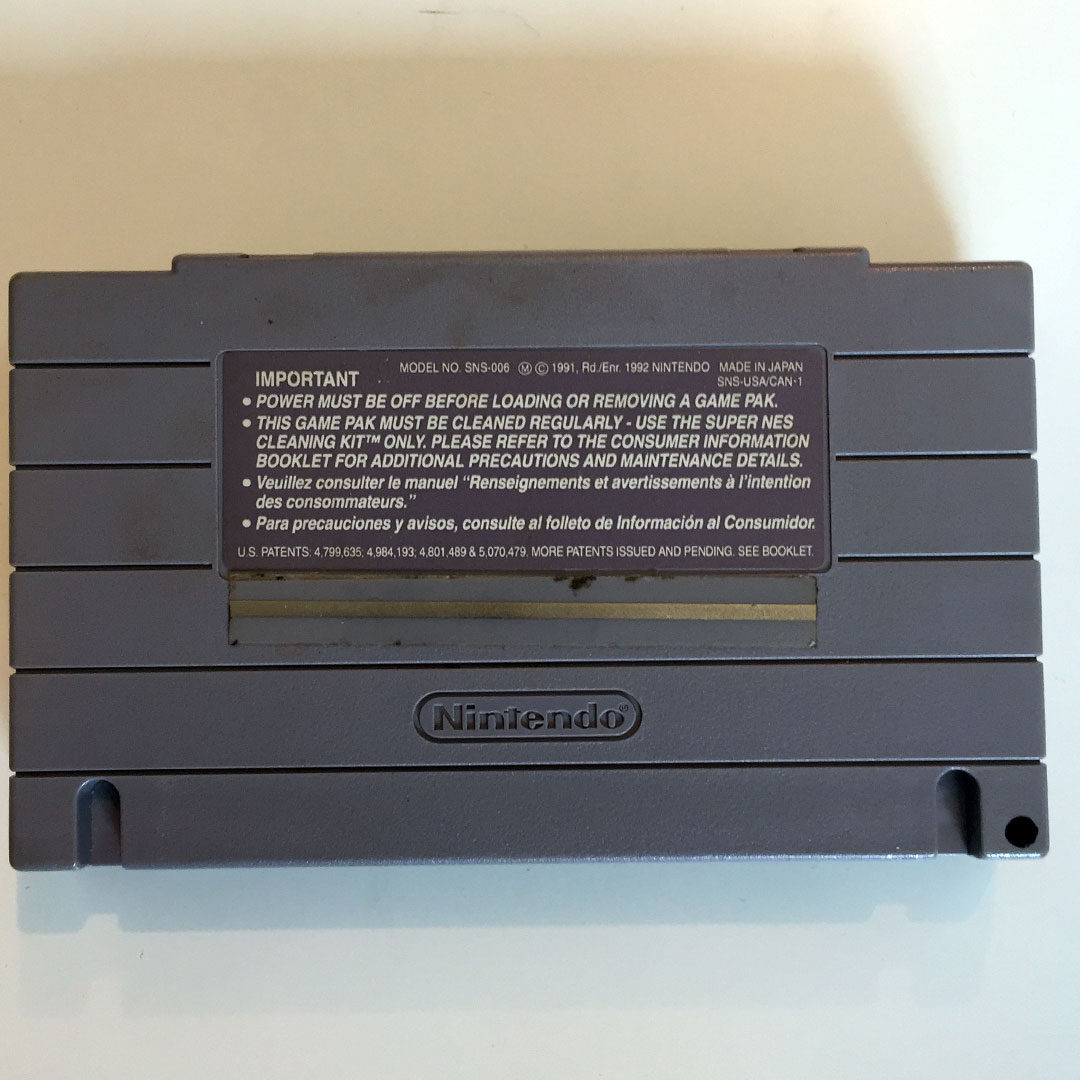 IMPORTANT MODEL NO. SNS-006 Ⓜ © 1991, Rd./Enr. 1992 NINTENDO MADE IN JAPAN
SNS-USA/CAN-1
• POWER MUST BE OFF BEFORE LOADING OR REMOVING A GAME PAK.
• THIS GAME PAK MUST BE CLEANED REGULARLY - USE THE SUPER NES
CLEANING KIT™ ONLY. PLEASE REFER TO THE CONSUMER INFORMATION
BOOKLET FOR ADDITIONAL PRECAUTIONS AND MAINTENANCE DETAILS.
• Veuillez consulter le manuel “Renseignements et avertissements à l’intention
des consommateurs.”
• Para precauciones y avisos, consulte al folleto de Información al Consumidor.
U.S. PATENTS: 4,799,635; 4,984,193; 4,801,489 & 5,070,479. MORE PATENTS ISSUED AND PENDING. SEE BOOKLET.
Nintendo®